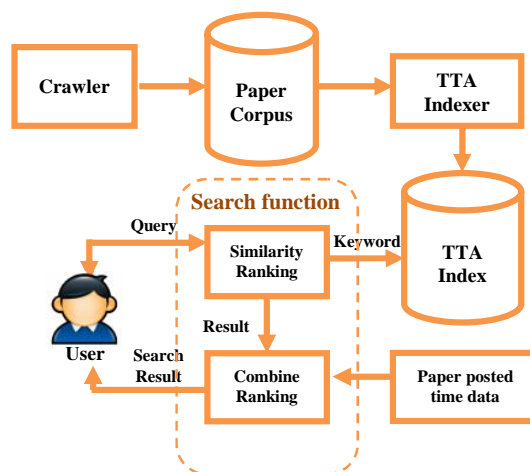 Crawler
Paper
Corpus
TTA
Indexer
Search function
Query
Similarity
Ranking
Keyword
TTA
Index
User
Result
Search
Result
Combine
Ranking
Paper posted
time data